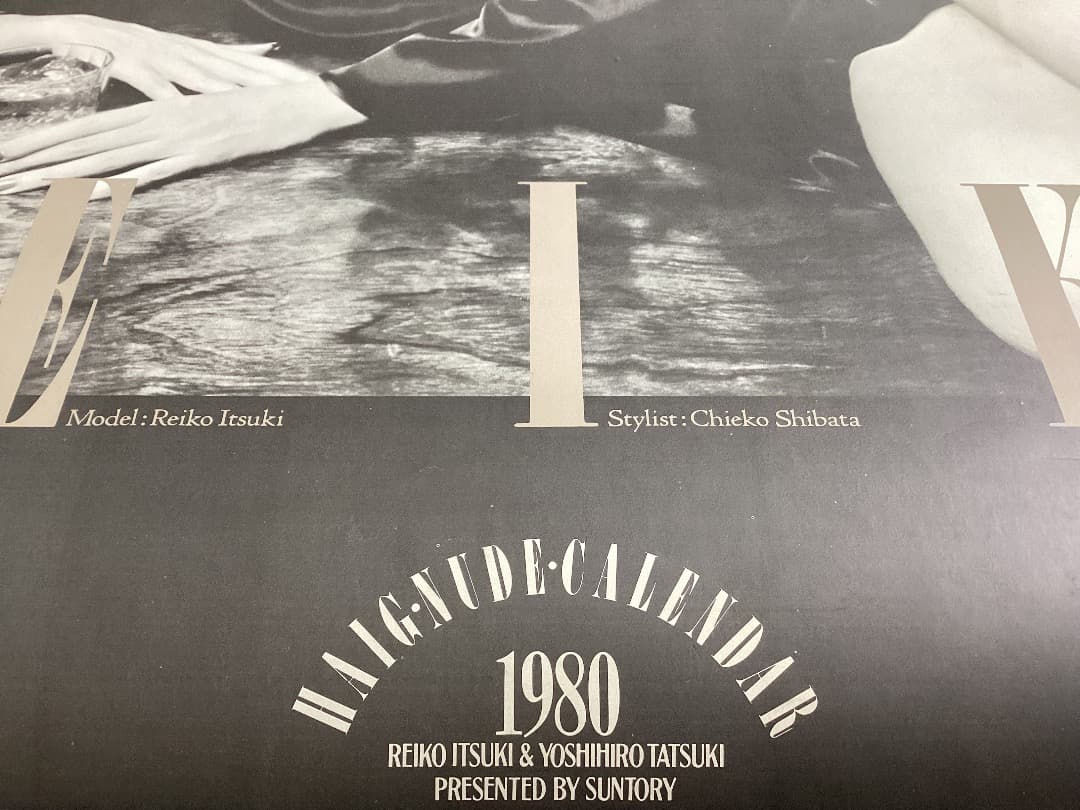 E I
Model : Reiko Itsuki
Stylist : Chieko Shibata
HAIG·NUDE·CALENDAR
1980
REIKO ITSUKI & YOSHIHIRO TATSUKI
PRESENTED BY SUNTORY